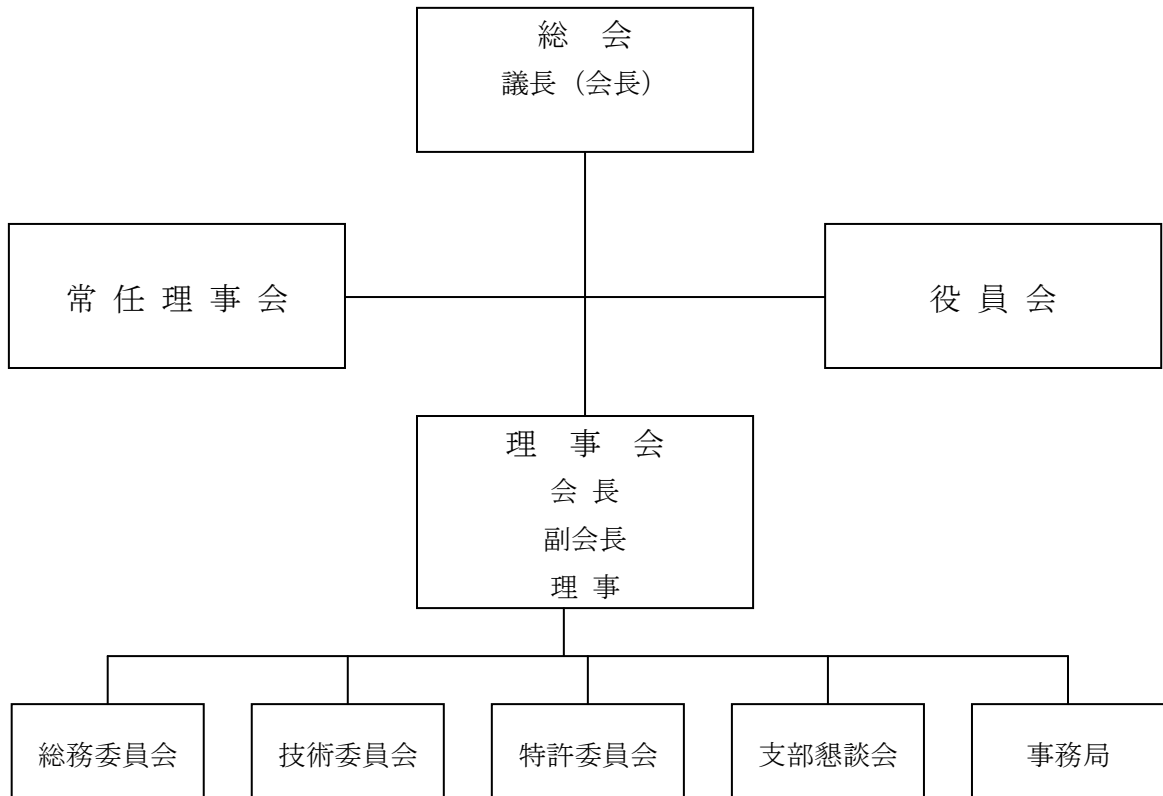 総　会
議長（会長）
常 任 理 事 会
役 員 会
理　事　会
会 長
副会長
理 事
総務委員会
技術委員会
特許委員会
支部懇談会
事務局